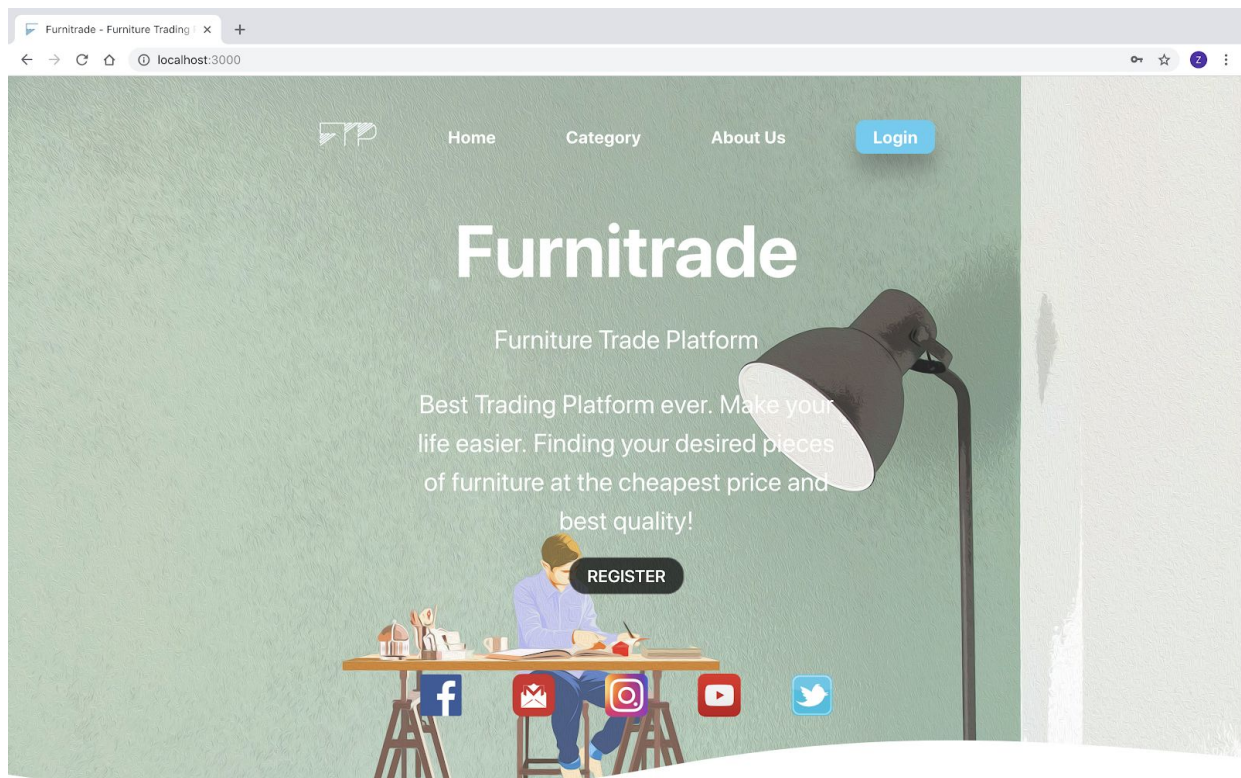 Furnitrade - Furniture Trading
localhost:3000
Z
FTP
Home
Category
About Us
Login
Furnitrade
Furniture Trade Platform
Best Trading Platform ever. Make your
life easier. Finding your desired pieces
of furniture at the cheapest price and
best quality!
REGISTER